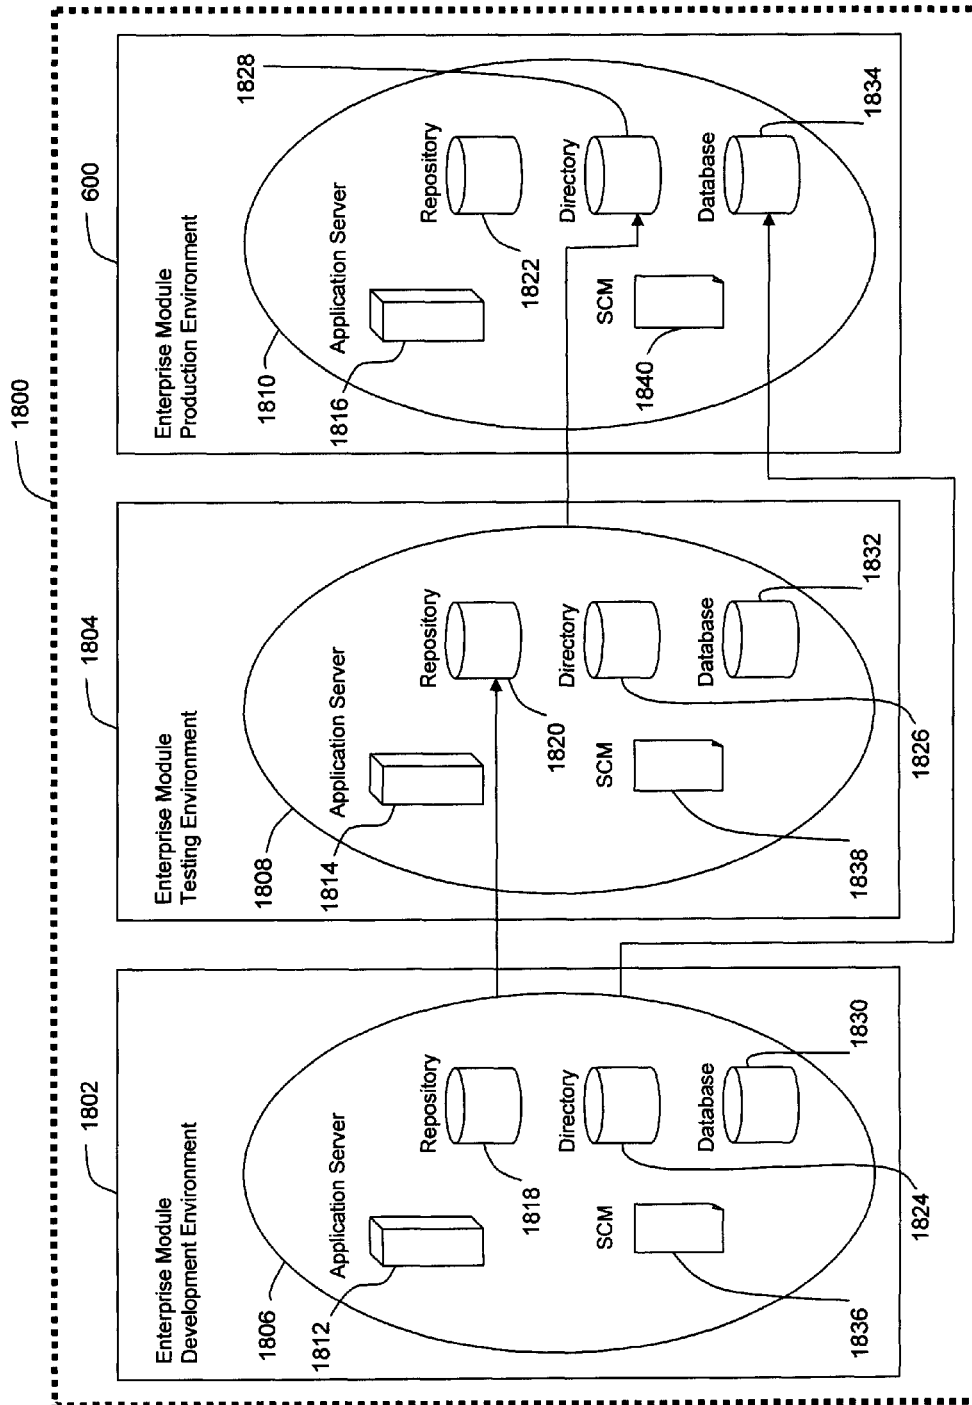 1800
1802
Enterprise Module
Development Environment
1806
1812
Application Server
Repository
1818
Directory
1824
Database
1830
SCM
1836
1804
Enterprise Module
Testing Environment
1808
1814
Application Server
Repository
1820
Directory
1826
Database
1832
SCM
1838
600
Enterprise Module
Production Environment
1810
1816
Application Server
Repository
1822
Directory
1828
Database
1834
SCM
1840